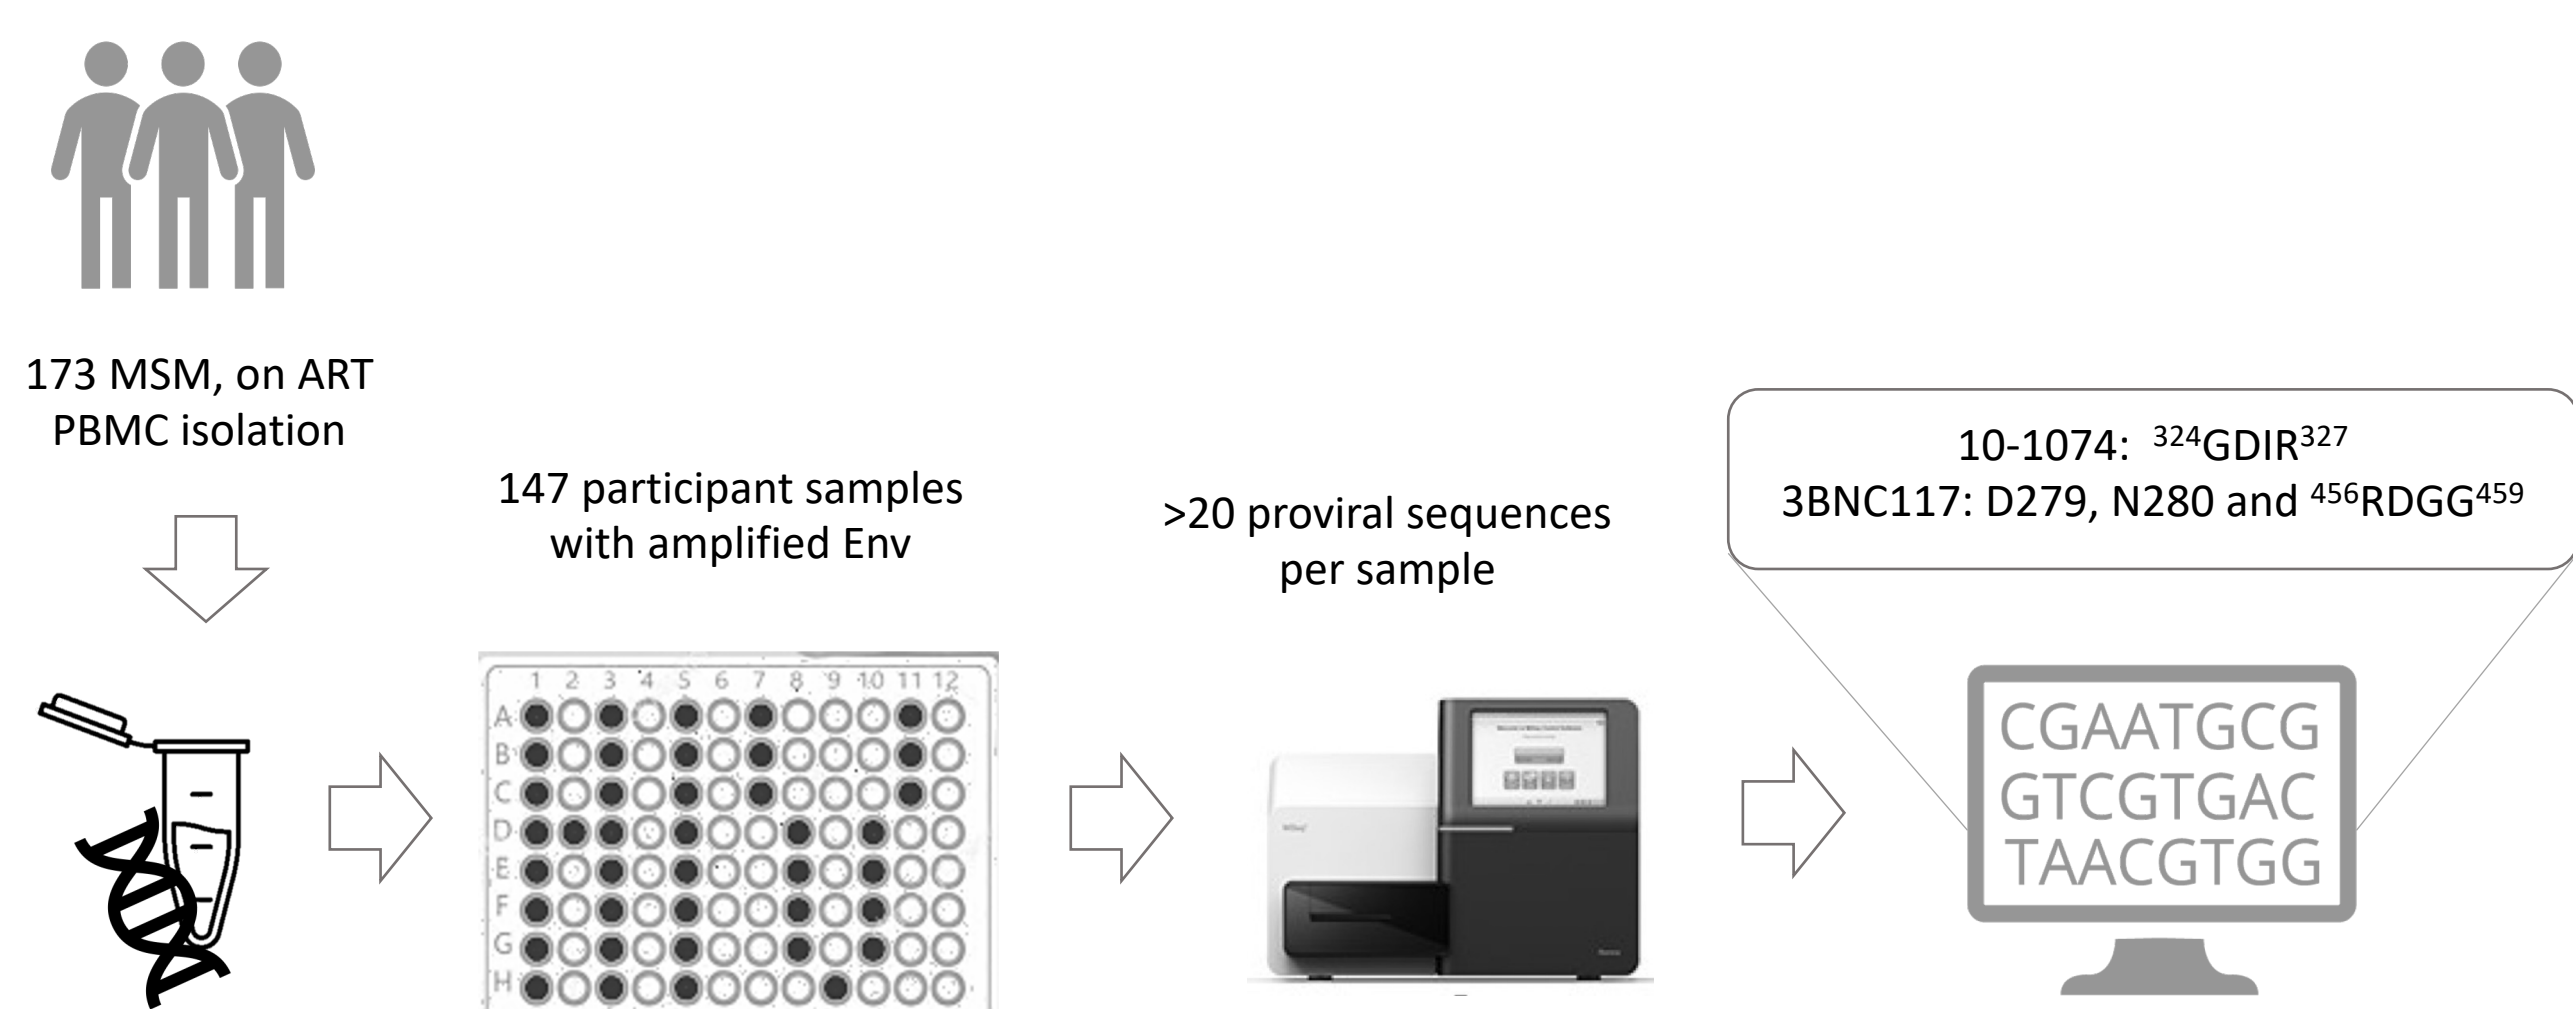 173 MSM, on ART
PBMC isolation
147 participant samples
with amplified Env
>20 proviral sequences
per sample
10-1074: ³²⁴GDIR³²⁷
3BNC117: D279, N280 and ⁴⁵⁶RDGG⁴⁵⁹
1 2 3 4 5 6 7 8 9 10 11 12
A
B
C
D
E
F
G
H
CGAATGCG
GTCGTGAC
TAACGTGG